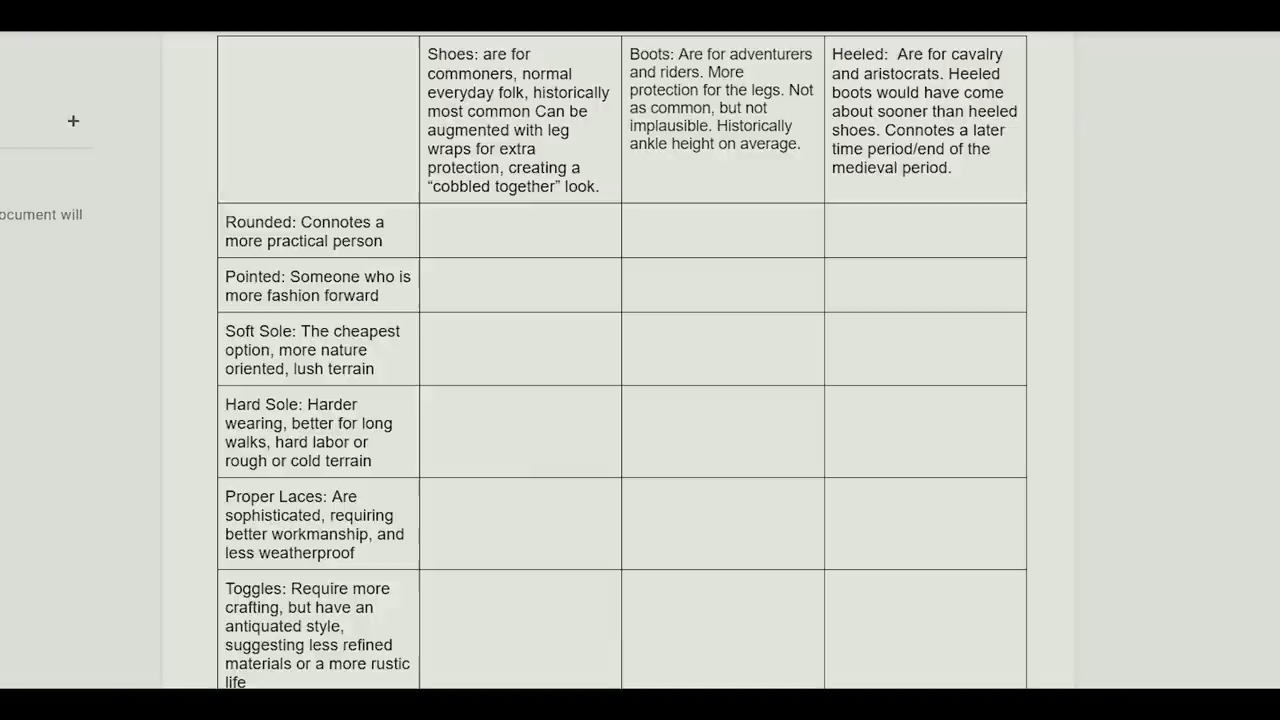 Shoes: are for
commoners, normal
everyday folk, historically
most common Can be
augmented with leg
wraps for extra
protection, creating a
“cobbled together” look.
Boots: Are for adventurers
and riders. More
protection for the legs. Not
as common, but not
implausible. Historically
ankle height on average.
Heeled:  Are for cavalry
and aristocrats. Heeled
boots would have come
about sooner than heeled
shoes. Connotes a later
time period/end of the
medieval period.
+
ocument will
Rounded: Connotes a
more practical person
Pointed: Someone who is
more fashion forward
Soft Sole: The cheapest
option, more nature
oriented, lush terrain
Hard Sole: Harder
wearing, better for long
walks, hard labor or
rough or cold terrain
Proper Laces: Are
sophisticated, requiring
better workmanship, and
less weatherproof
Toggles: Require more
crafting, but have an
antiquated style,
suggesting less refined
materials or a more rustic
life